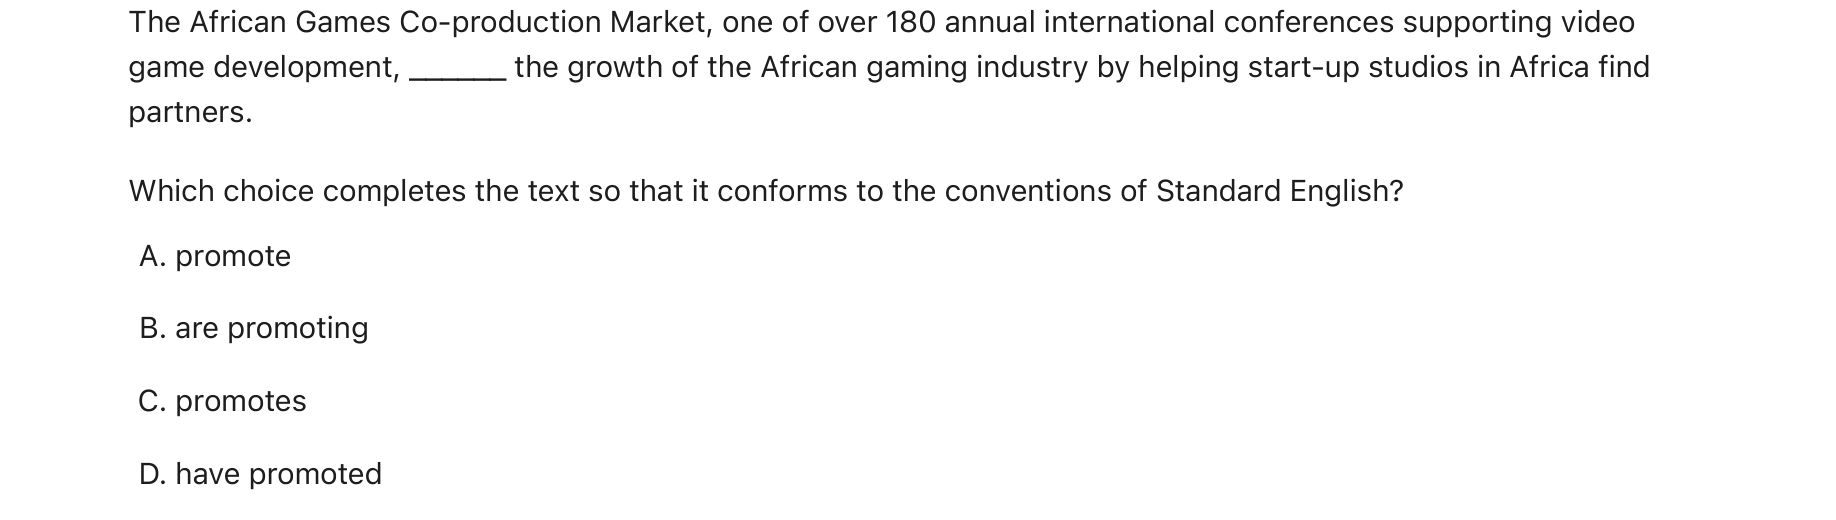 The African Games Co-production Market, one of over 180 annual international conferences supporting video
game development, ______ the growth of the African gaming industry by helping start-up studios in Africa find
partners.
Which choice completes the text so that it conforms to the conventions of Standard English?
A. promote
B. are promoting
C. promotes
D. have promoted